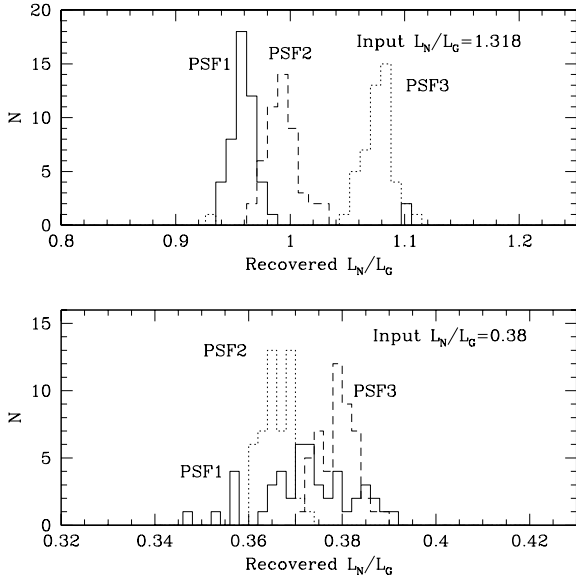 20
15
10
5
0
N
Input L_N/L_G=1.318
PSF1
PSF2
PSF3
0.8 0.9 1 1.1 1.2
Recovered L_N/L_G
15
10
5
0
N
Input L_N/L_G=0.38
PSF2
PSF3
PSF1
0.32 0.34 0.36 0.38 0.4 0.42
Recovered L_N/L_G